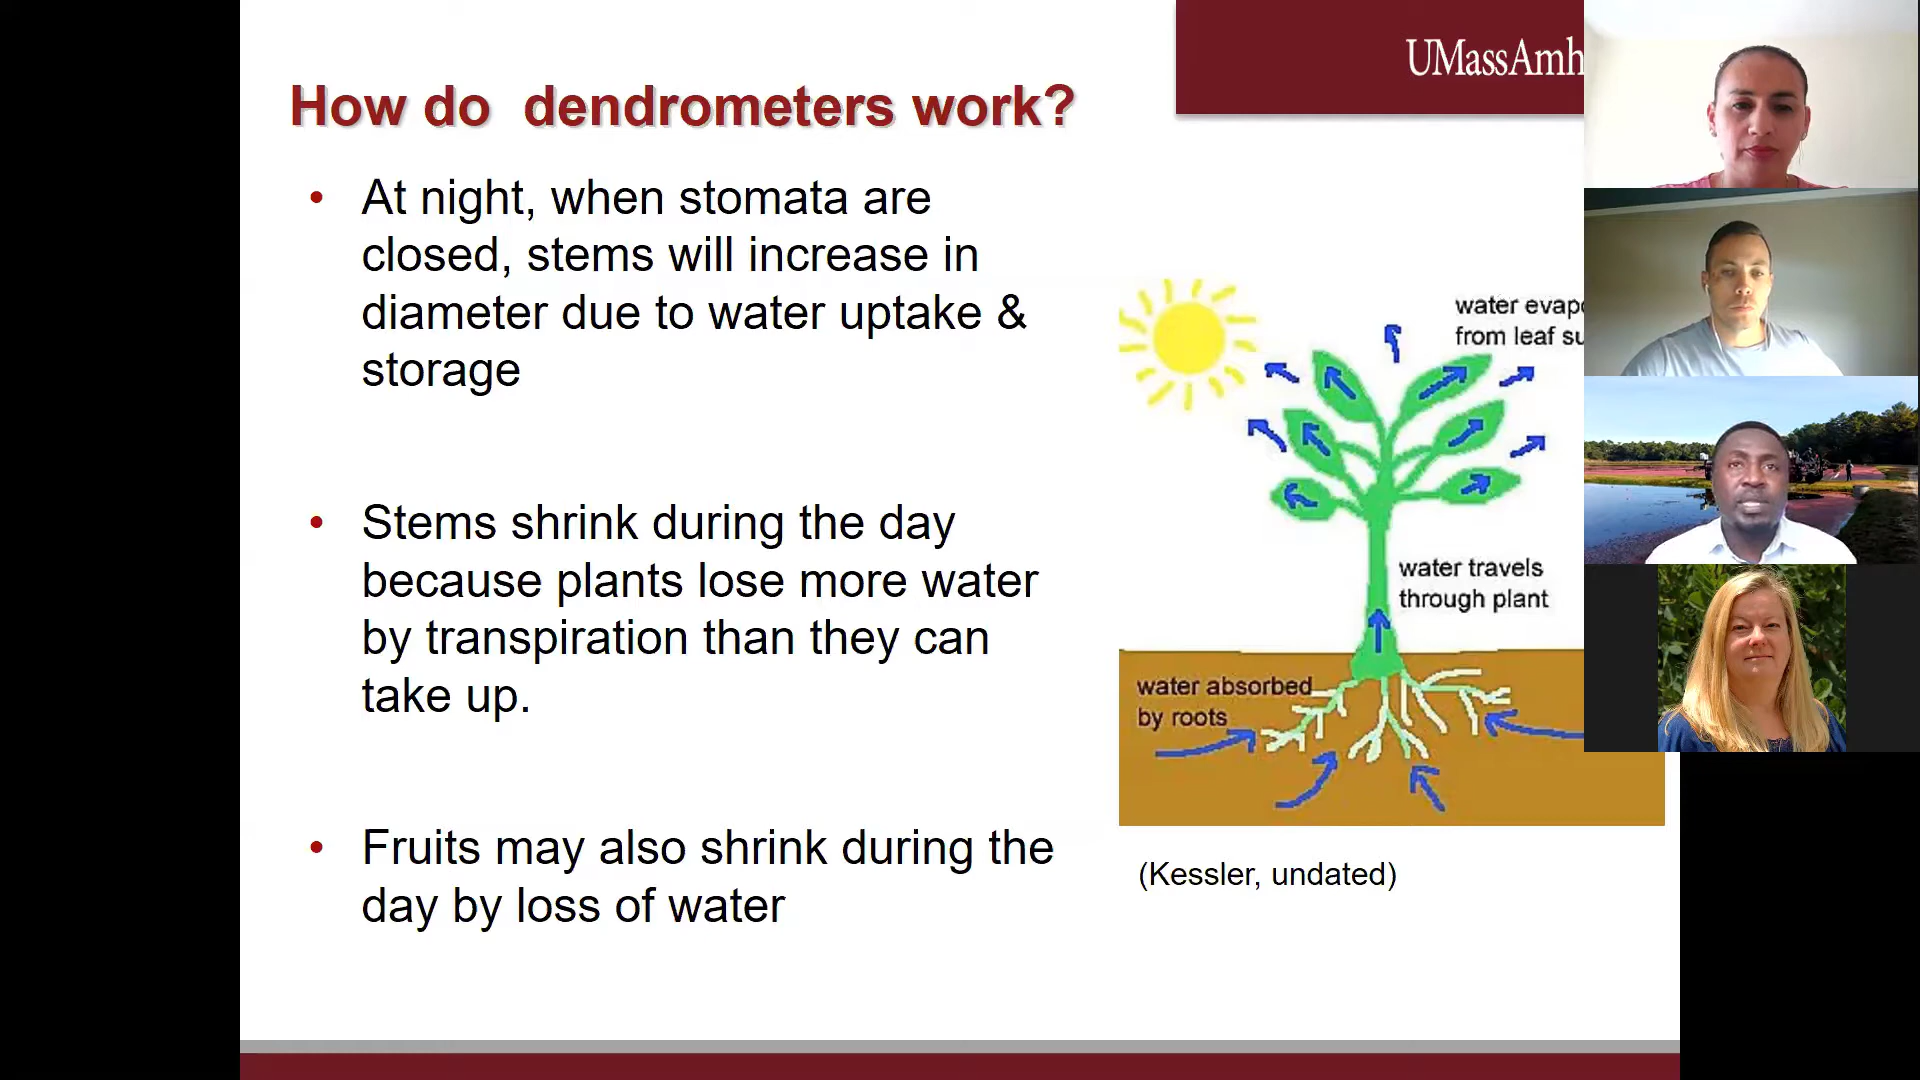 UMassAmh
How do dendrometers work?
• At night, when stomata are
closed, stems will increase in
diameter due to water uptake &
storage
• Stems shrink during the day
because plants lose more water
by transpiration than they can
take up.
• Fruits may also shrink during the
day by loss of water
water evapo
from leaf su
water travels
through plant
water absorbed
by roots
(Kessler, undated)